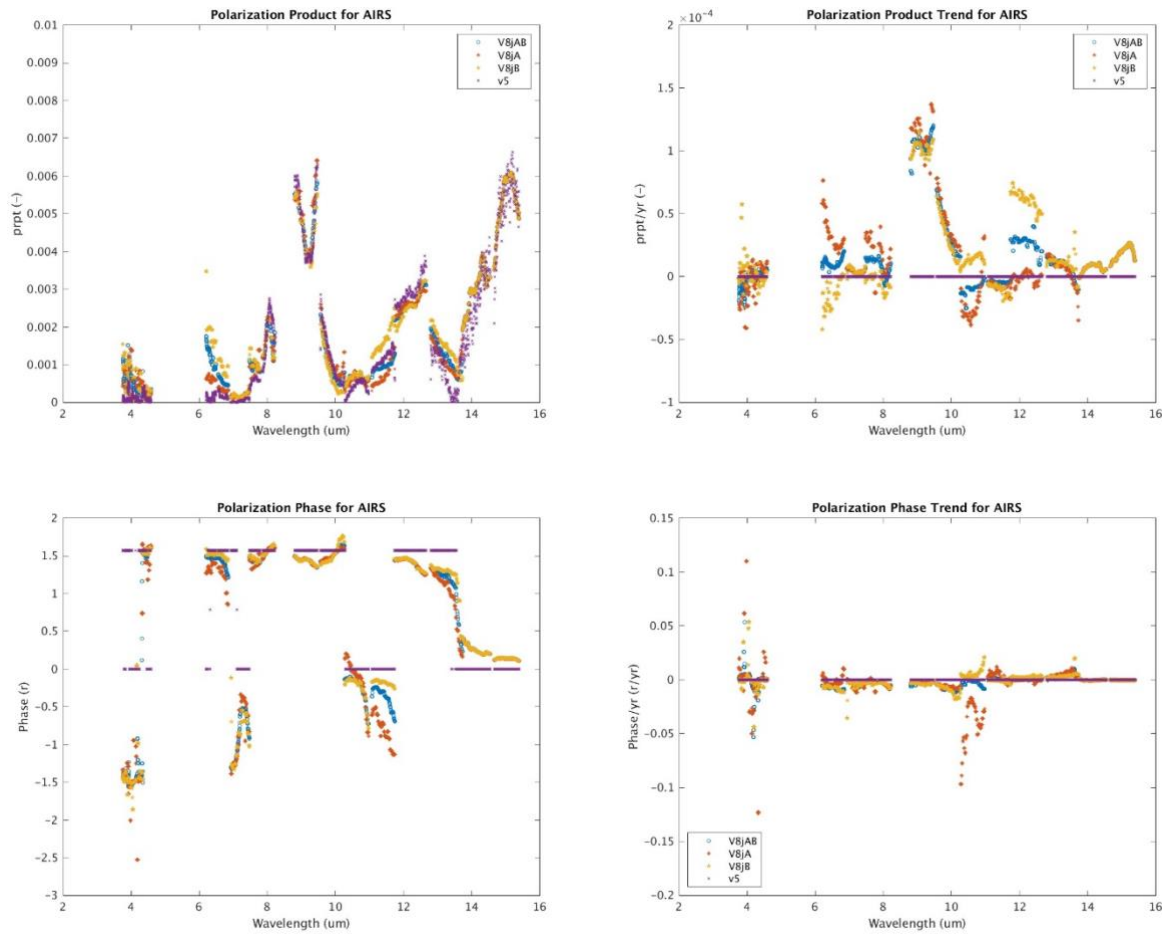 Polarization Product for AIRS
0.01
0.009
0.008
0.007
0.006
0.005
0.004
0.003
0.002
0.001
0
prpt (-)
V8jAB
V8jA
V8jB
v5
2 4 6 8 10 12 14 16
Wavelength (um)
×10⁻⁴
Polarization Product Trend for AIRS
2
1.5
1
0.5
0
-0.5
-1
prpt/yr (-)
V8jAB
V8jA
V8jB
v5
2 4 6 8 10 12 14 16
Wavelength (um)
Polarization Phase for AIRS
2
1.5
1
0.5
0
-0.5
-1
-1.5
-2
-2.5
-3
Phase (r)
2 4 6 8 10 12 14 16
Wavelength (um)
Polarization Phase Trend for AIRS
0.15
0.1
0.05
0
-0.05
-0.1
-0.15
-0.2
Phase/yr (r/yr)
V8jAB
V8jA
V8jB
v5
2 4 6 8 10 12 14 16
Wavelength (um)